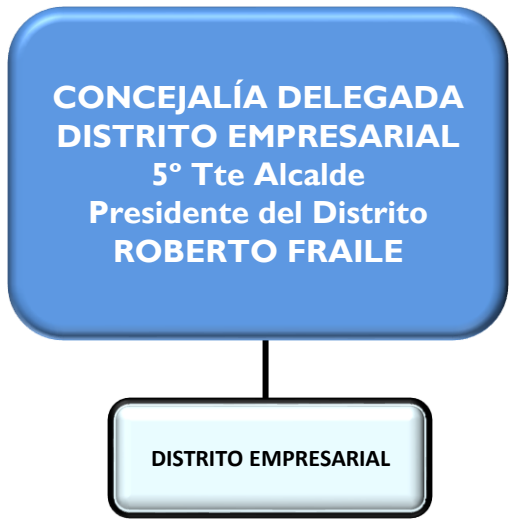 CONCEJALÍA DELEGADA
DISTRITO EMPRESARIAL
5º Tte Alcalde
Presidente del Distrito
ROBERTO FRAILE
DISTRITO EMPRESARIAL